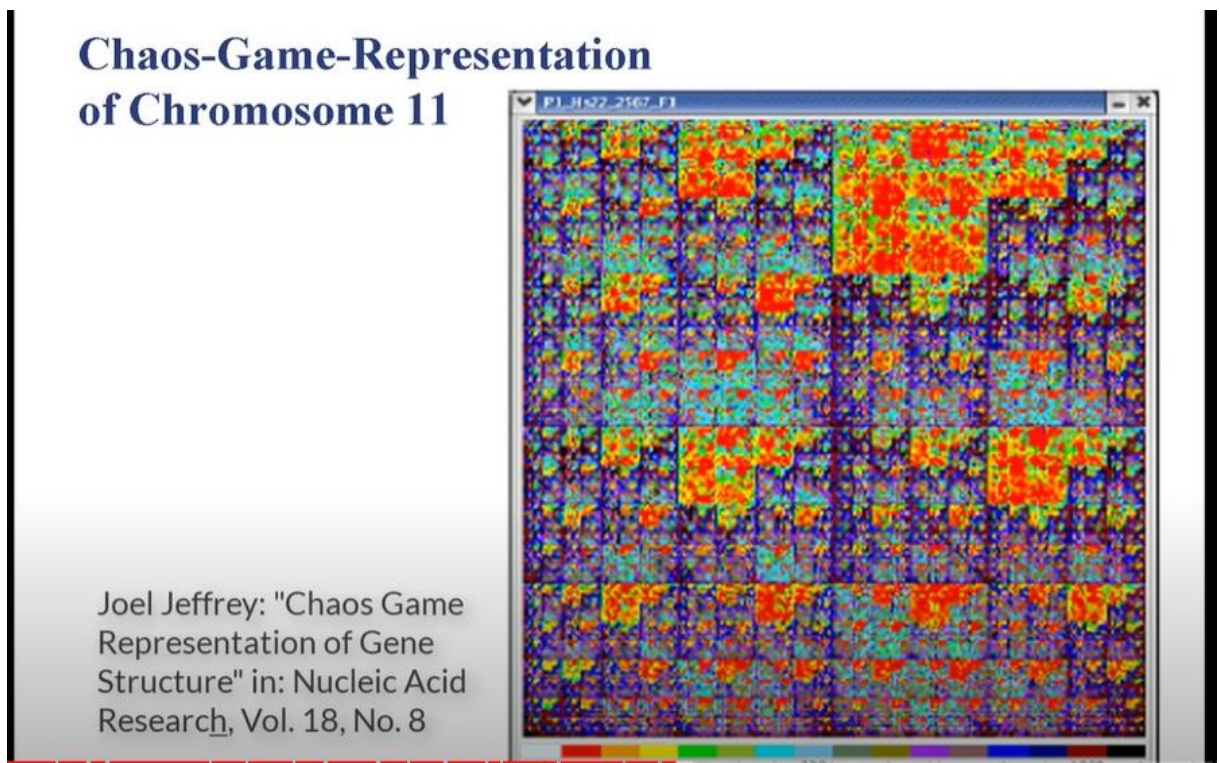 Chaos-Game-Representation
of Chromosome 11
P1_Hs22_2567_F1
Joel Jeffrey: "Chaos Game
Representation of Gene
Structure" in: Nucleic Acid
Research, Vol. 18, No. 8